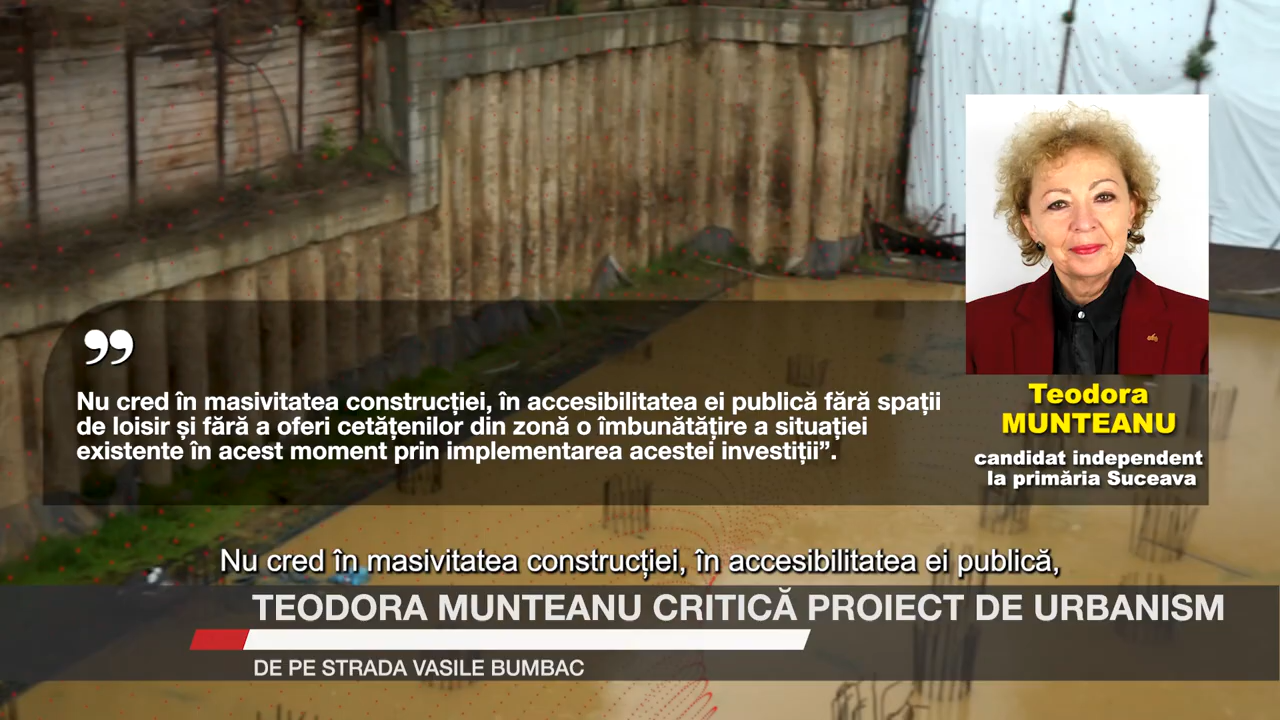 ”
Nu cred în masivitatea construcției, în accesibilitatea ei publică fără spații
de loisir și fără a oferi cetățenilor din zonă o îmbunătățire a situației
existente în acest moment prin implementarea acestei investiții”.
Teodora
MUNTEANU
candidat independent
la primăria Suceava
Nu cred în masivitatea construcției, în accesibilitatea ei publică,
TEODORA MUNTEANU CRITICĂ PROIECT DE URBANISM
DE PE STRADA VASILE BUMBAC